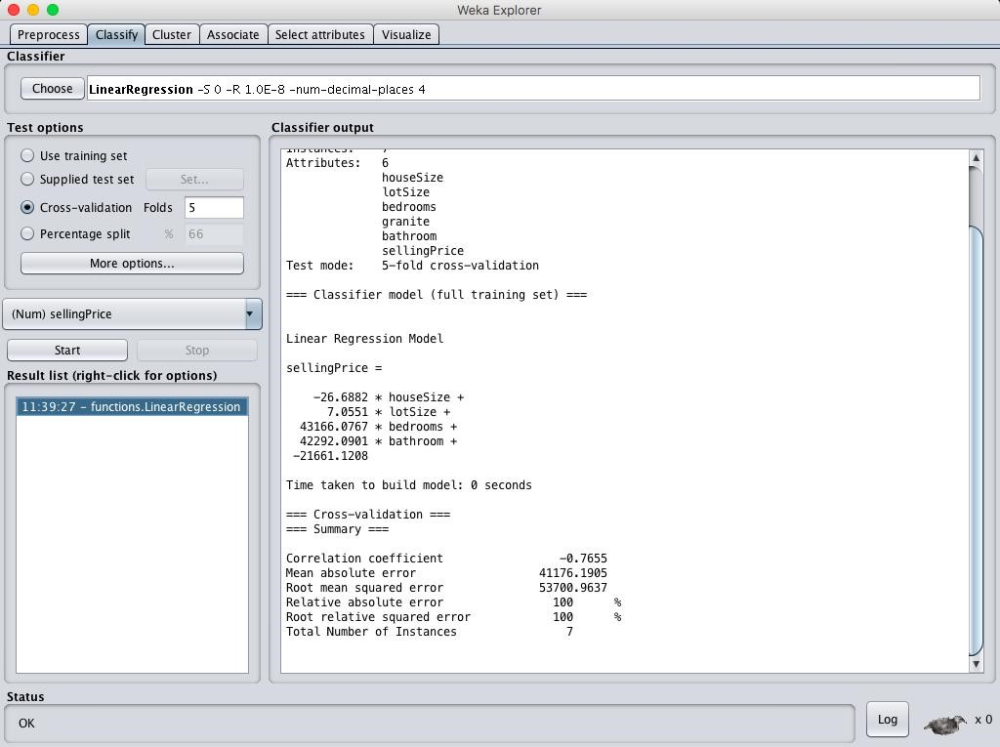 Weka Explorer
Preprocess Classify Cluster Associate Select attributes Visualize
Classifier
Choose LinearRegression -S 0 -R 1.0E-8 -num-decimal-places 4
Test options
Use training set
Supplied test set Set...
Cross-validation Folds 5
Percentage split % 66
More options...
(Num) sellingPrice
Start Stop
Result list (right-click for options)
11:39:27 - functions.LinearRegression
Classifier output
Instances: 7
Attributes: 6
houseSize
lotSize
bedrooms
granite
bathroom
sellingPrice
Test mode: 5-fold cross-validation
=== Classifier model (full training set) ===
Linear Regression Model
sellingPrice =
-26.6882 * houseSize +
7.0551 * lotSize +
43166.0767 * bedrooms +
42292.0901 * bathroom +
-21661.1208
Time taken to build model: 0 seconds
=== Cross-validation ===
=== Summary ===
Correlation coefficient -0.7655
Mean absolute error 41176.1905
Root mean squared error 53700.9637
Relative absolute error 100 %
Root relative squared error 100 %
Total Number of Instances 7
Status
OK
Log x 0